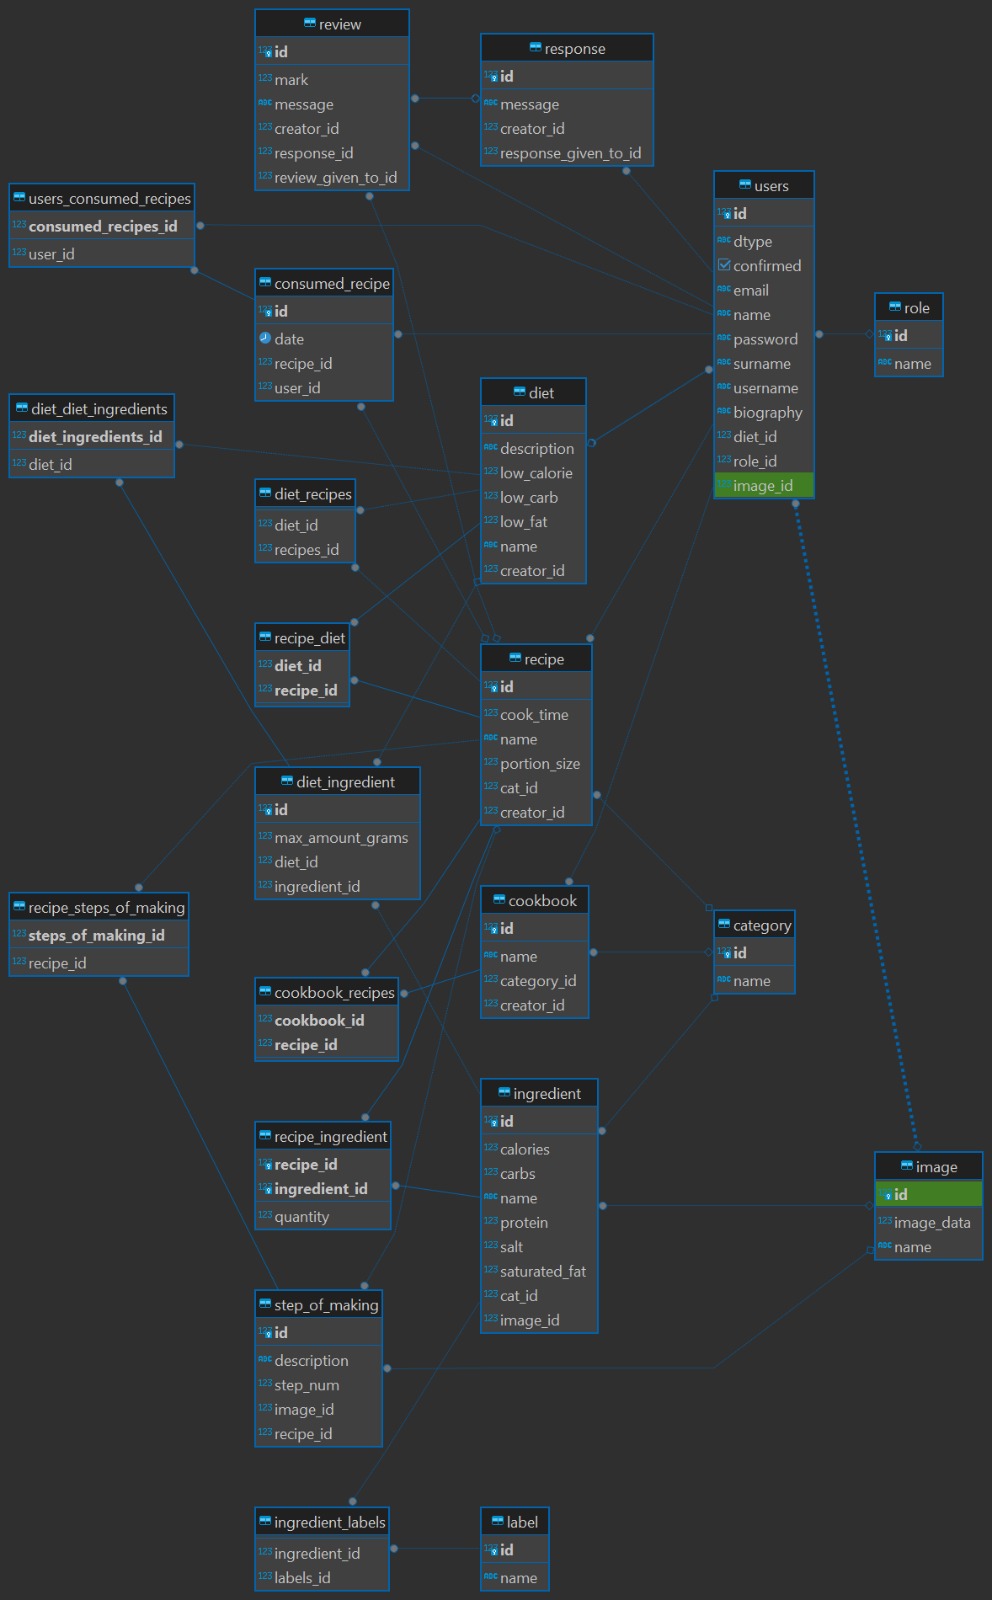 review
id
mark
message
creator_id
response_id
review_given_to_id
response
id
message
creator_id
response_given_to_id
users
id
dtype
confirmed
email
name
password
surname
username
biography
diet_id
role_id
image_id
role
id
name
users_consumed_recipes
consumed_recipes_id
user_id
consumed_recipe
id
date
recipe_id
user_id
diet
id
description
low_calorie
low_carb
low_fat
name
creator_id
diet_diet_ingredients
diet_ingredients_id
diet_id
diet_recipes
diet_id
recipes_id
recipe_diet
diet_id
recipe_id
recipe
id
cook_time
name
portion_size
cat_id
creator_id
diet_ingredient
id
max_amount_grams
diet_id
ingredient_id
recipe_steps_of_making
steps_of_making_id
recipe_id
cookbook
id
name
category_id
creator_id
category
id
name
cookbook_recipes
cookbook_id
recipe_id
ingredient
id
calories
carbs
name
protein
salt
saturated_fat
cat_id
image_id
recipe_ingredient
recipe_id
ingredient_id
quantity
image
id
image_data
name
step_of_making
id
description
step_num
image_id
recipe_id
ingredient_labels
ingredient_id
labels_id
label
id
name